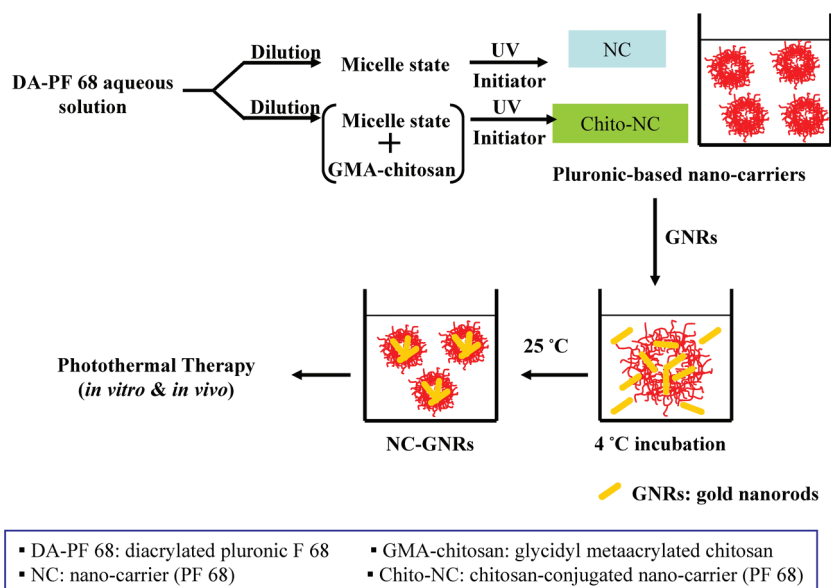 DA-PF 68 aqueous
solution
Dilution
Micelle state
UV
Initiator
NC
Dilution
Micelle state
+
GMA-chitosan
UV
Initiator
Chito-NC
Pluronic-based nano-carriers
GNRs
4 °C incubation
25 °C
NC-GNRs
Photothermal Therapy
(in vitro & in vivo)
GNRs: gold nanorods
▪ DA-PF 68: diacrylated pluronic F 68
▪ GMA-chitosan: glycidyl metaacrylated chitosan
▪ NC: nano-carrier (PF 68)
▪ Chito-NC: chitosan-conjugated nano-carrier (PF 68)